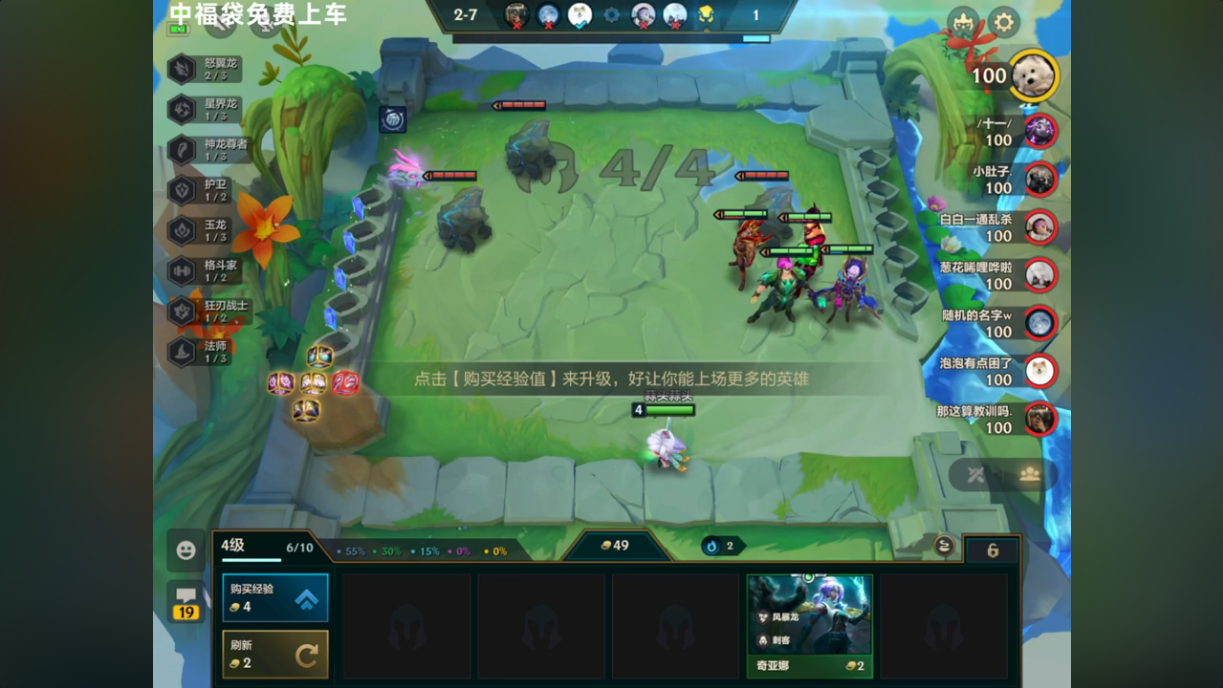 中福袋免费上车
2-7
1
怒翼龙
2/3
星界龙
1/3
神龙尊者
1/3
护卫
1/2
玉龙
1/3
格斗家
1/2
狂刃战士
1/2
法师
1/3
4/4
100
/十一/
100
小肚子.
100
白白一通乱杀
100
葱花唏哩哗啦
100
随机的名字w
100
泡泡有点困了
100
那这算教训吗.
100
点击【购买经验值】来升级，好让你能上场更多的英雄
蒜头蒜头
4
4级
6/10
55% 30% 15% 0% 0%
49
2
6
19
购买经验
4
刷新
2
风暴龙
刺客
奇亚娜
2